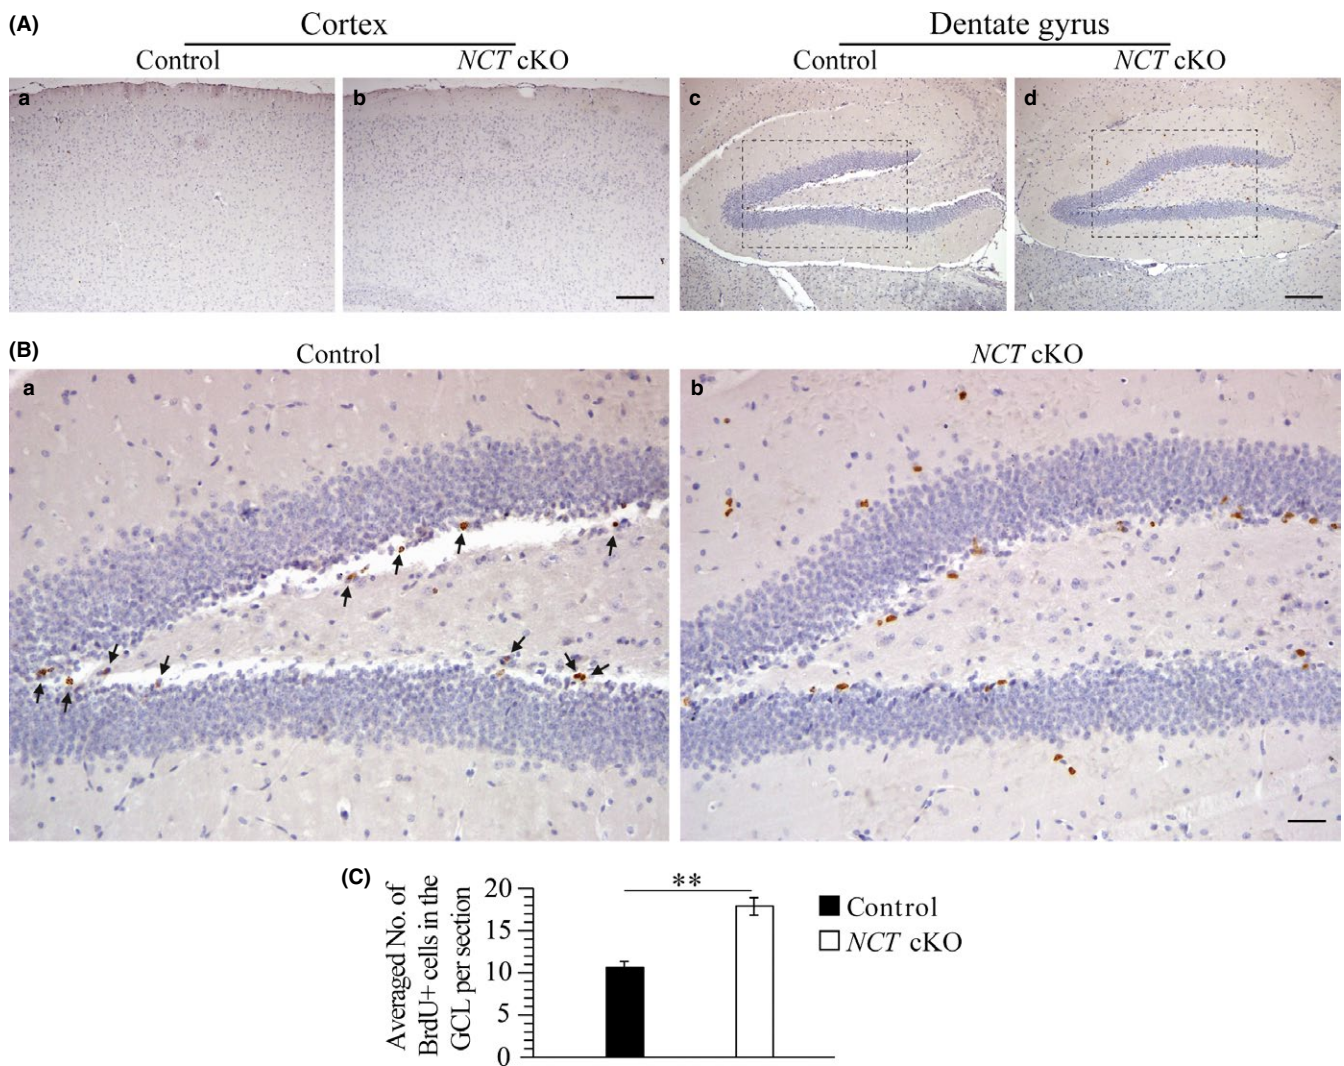 (A)
Cortex
Dentate gyrus
Control
NCT cKO
Control
NCT cKO
a
b
c
d
(B)
Control
NCT cKO
a
b
(C)
Averaged No. of
BrdU+ cells in the
GCL per section
20
15
10
5
0
**
Control
NCT cKO